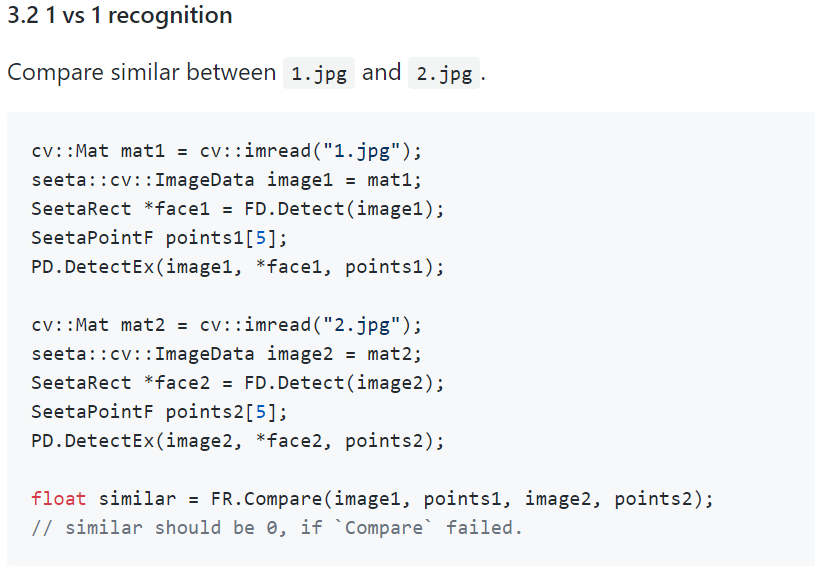 3.2 1 vs 1 recognition
Compare similar between 1.jpg and 2.jpg.
cv::Mat mat1 = cv::imread("1.jpg");
seeta::cv::ImageData image1 = mat1;
SeetaRect *face1 = FD.Detect(image1);
SeetaPointF points1[5];
PD.DetectEx(image1, *face1, points1);
cv::Mat mat2 = cv::imread("2.jpg");
seeta::cv::ImageData image2 = mat2;
SeetaRect *face2 = FD.Detect(image2);
SeetaPointF points2[5];
PD.DetectEx(image2, *face2, points2);
float similar = FR.Compare(image1, points1, image2, points2);
// similar should be 0, if `Compare` failed.